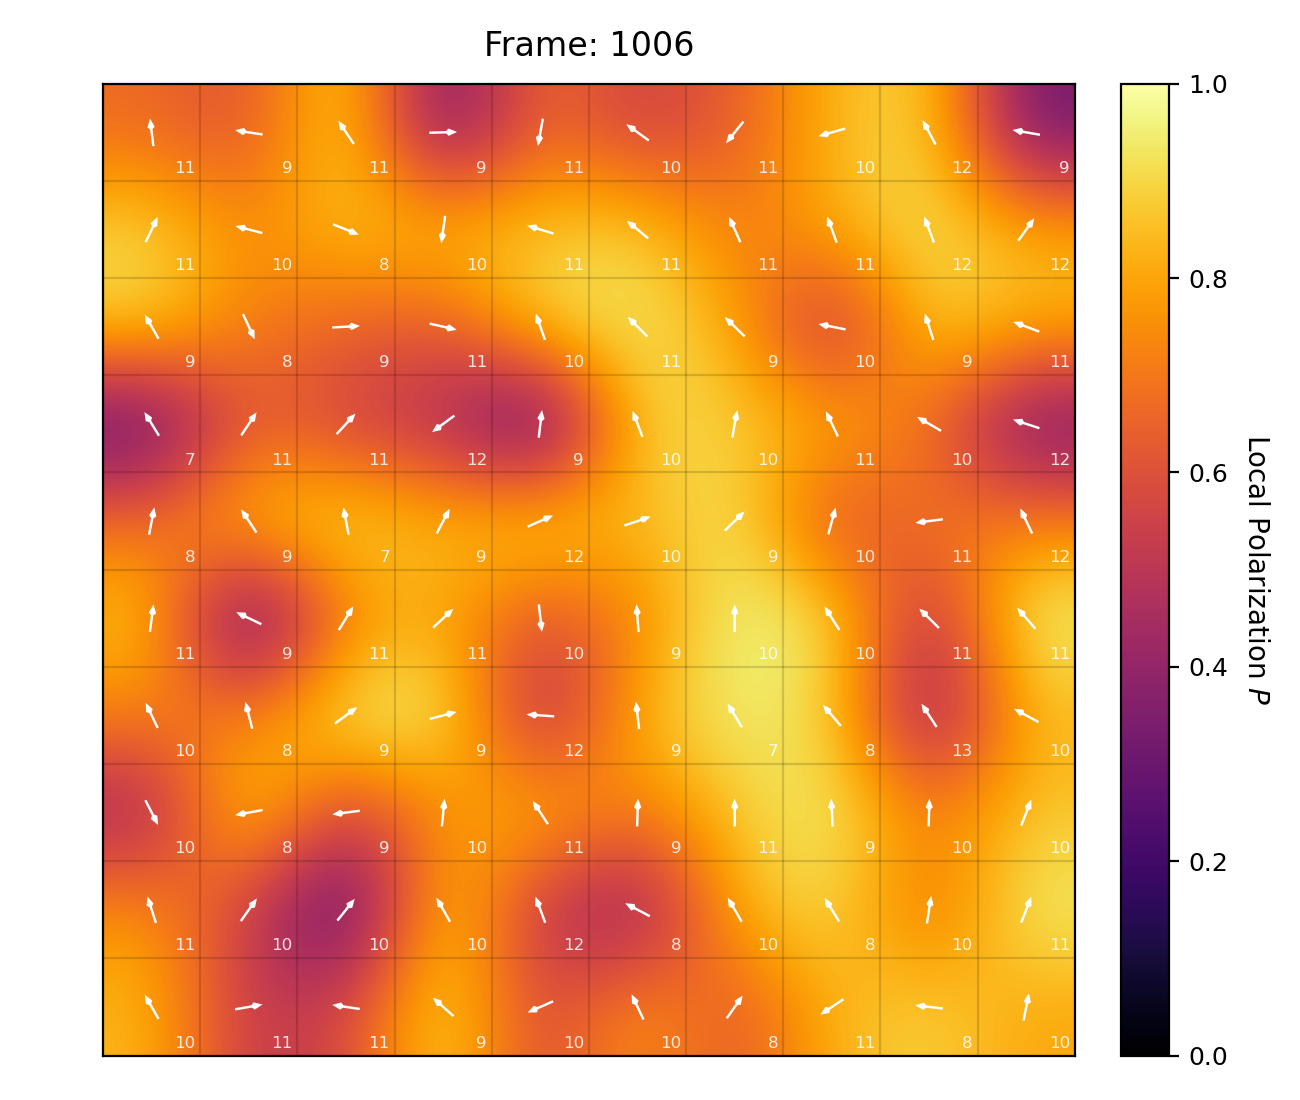 Frame: 1006
11 9 11 9 11 10 11 10 12 9
11 10 8 10 11 11 11 11 12 12
9 8 9 11 10 11 9 10 9 11
7 11 11 12 9 10 10 11 10 12
8 9 7 9 12 10 9 10 11 12
11 9 11 11 10 9 10 10 11 11
10 8 9 9 12 9 7 8 13 10
10 8 9 10 11 9 11 9 10 10
11 10 10 10 12 8 10 8 10 11
10 11 11 9 10 10 8 11 8 10
1.0
0.8
0.6
0.4
0.2
0.0
Local Polarization P